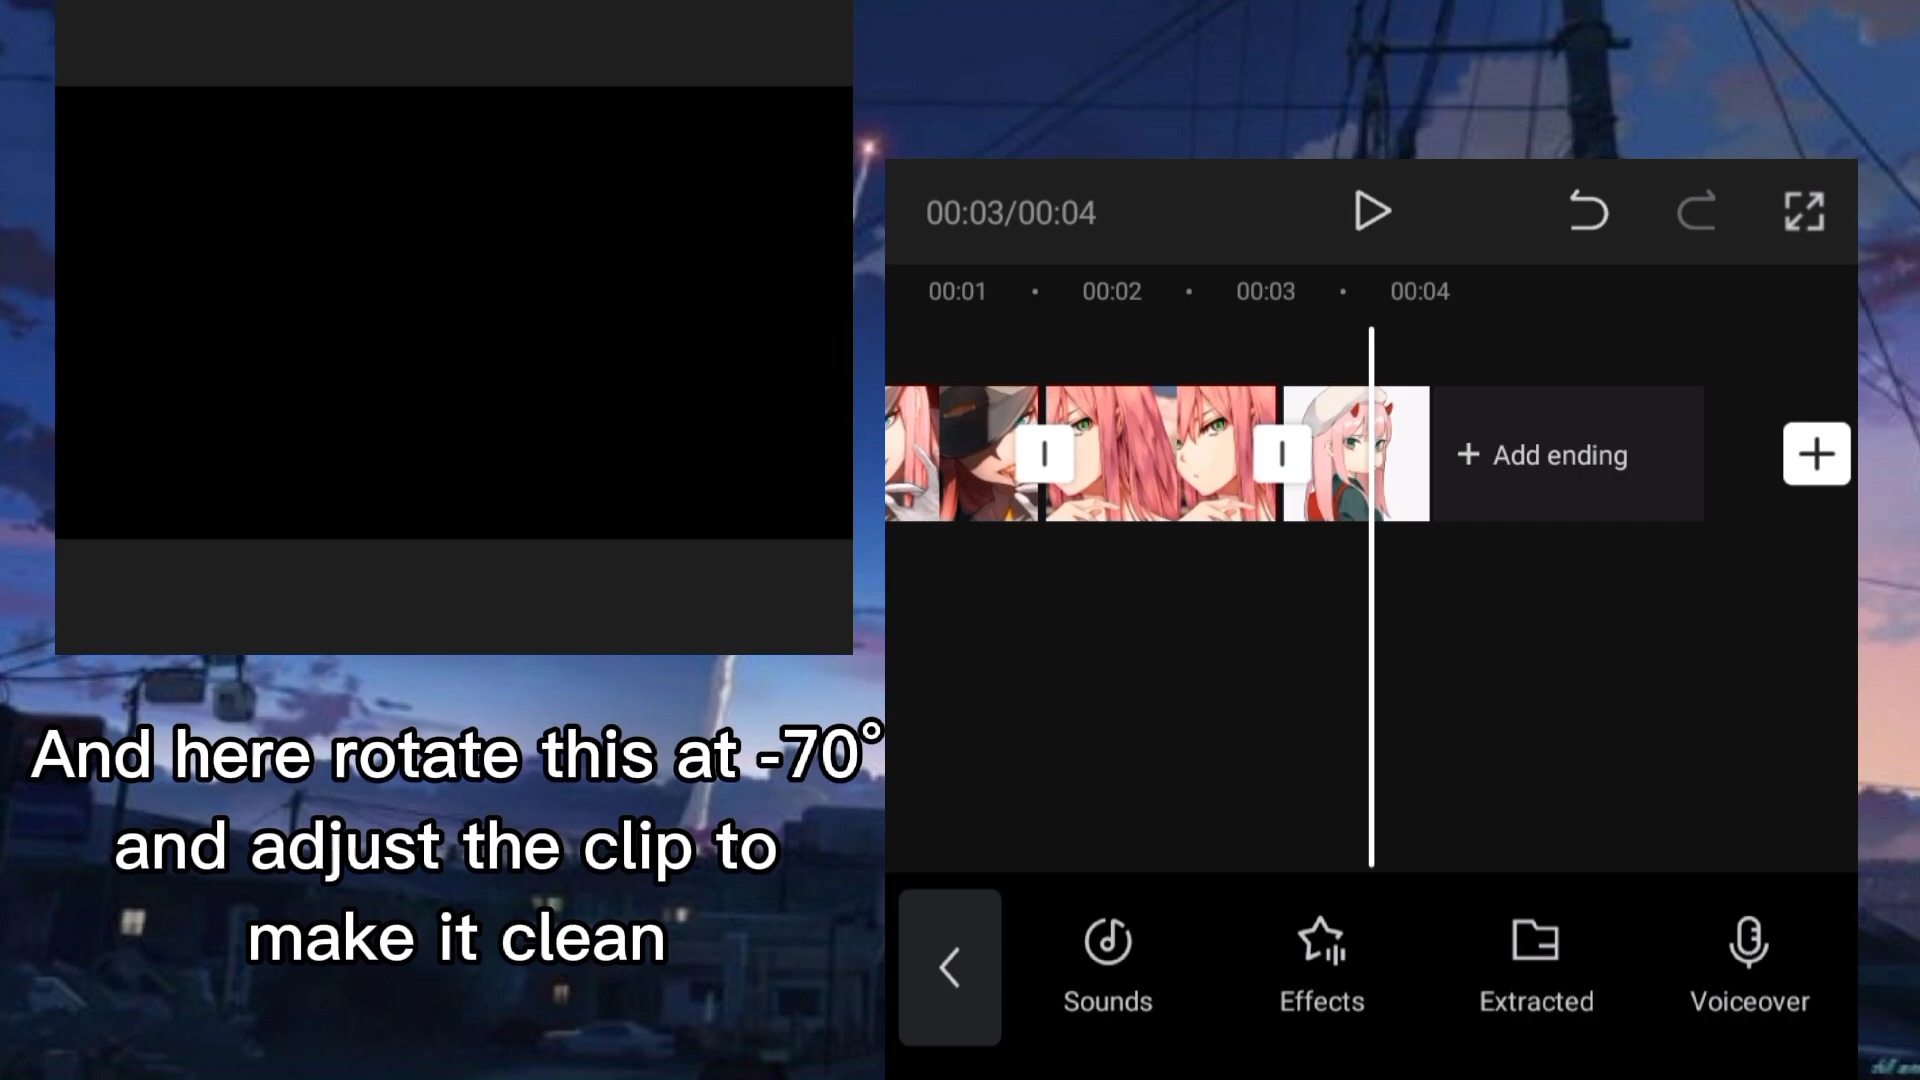 00:03/00:04
00:01 00:02 00:03 00:04
+ Add ending
And here rotate this at -70°
and adjust the clip to
make it clean
Sounds Effects Extracted Voiceover